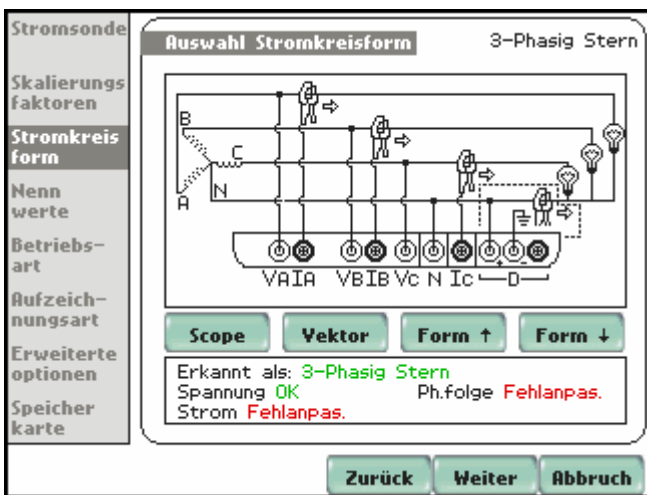 Stromsonde
Skalierungs
faktoren
Stromkreis
form
Nenn
werte
Betriebs-
art
Aufzeich-
nungsart
Erweiterte
optionen
Speicher
karte
Auswahl Stromkreisform
3-Phasig Stern
B
C
N
A
VA IA VB IB Vc N Ic D
Scope Vektor Form ↑ Form ↓
Erkannt als: 3-Phasig Stern
Spannung OK Ph.folge Fehlanpas.
Strom Fehlanpas.
Zurück Weiter Abbruch